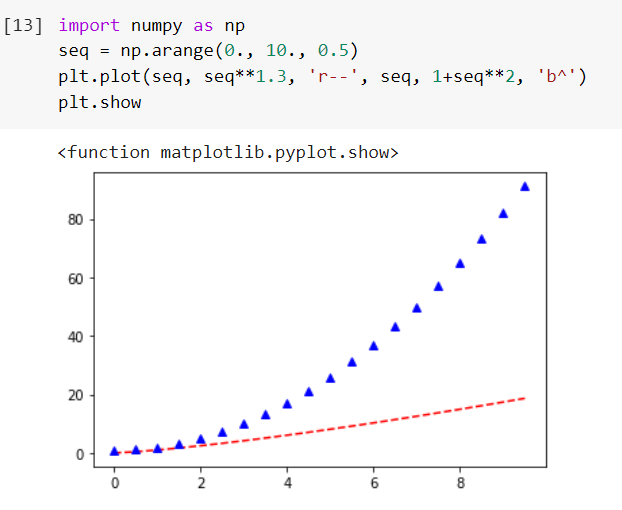 [13] import numpy as np
seq = np.arange(0., 10., 0.5)
plt.plot(seq, seq**1.3, 'r--', seq, 1+seq**2, 'b^')
plt.show
<function matplotlib.pyplot.show>
80
60
40
20
0
0 2 4 6 8